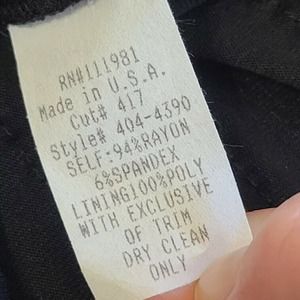 RN#111981
Made in U.S.A.
Cut# 417
Style# 404-4390
SELF:94%RAYON
6%SPANDEX
LINING100%POLY
WITH EXCLUSIVE
OF TRIM
DRY CLEAN
ONLY